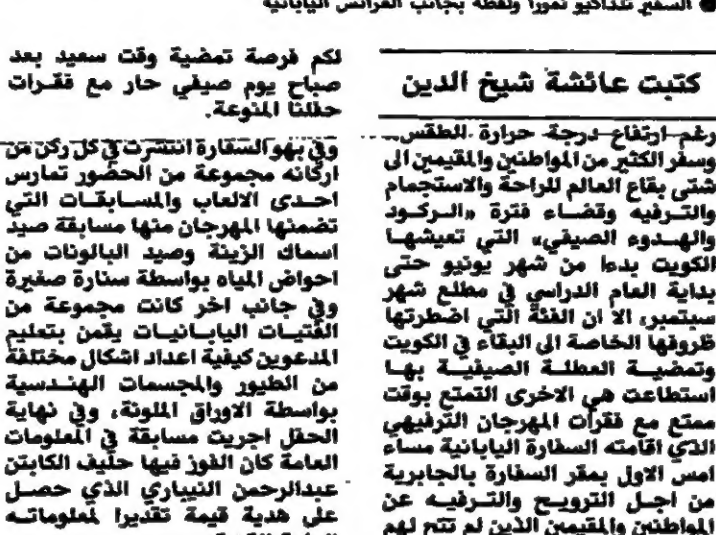 ● السفير تاداكيو نمورا ولقطة بجانب العرائس اليابانية
كتبت عائشة شيخ الدين
رغم ارتفاع درجة حرارة الطقس
وسفر الكثير من المواطنين والمقيمين الى
شتى بقاع العالم للراحة والاستجمام
والترفيه وقضاء فترة «الركود
والهدوء الصيفي» التي تعيشها
الكويت بدءا من شهر يونيو حتى
بداية العام الدراسي في مطلع شهر
سبتمبر، الا ان الفئة التي اضطرتها
ظروفها الخاصة الى البقاء في الكويت
وتمضية العطلة الصيفية بها
استطاعت هي الاخرى التمتع بوقت
ممتع مع فقرات المهرجان الترفيهي
الذي اقامته السفارة اليابانية مساء
امس الاول بمقر السفارة بالجابرية
من اجل الترويح والترفيه عن
المواطنين والمقيمين الذين لم تتح لهم
لكم فرصة تمضية وقت سعيد بعد
صباح يوم صيفي حار مع فقرات
حفلنا المنوعة.
وفي بهو السفارة انتشرت في كل ركن من
اركانه مجموعة من الحضور تمارس
احدى الالعاب والمسابقات التي
تضمنها المهرجان منها مسابقة صيد
اسماك الزينة وصيد البالونات من
احواض المياه بواسطة سنارة صغيرة
وفي جانب اخر كانت مجموعة من
الفتيات اليابانيات يقمن بتعليم
المدعوين كيفية اعداد اشكال مختلفة
من الطيور والمجسمات الهندسية
بواسطة الاوراق الملونة، وفي نهاية
الحفل اجريت مسابقة في المعلومات
العامة كان الفوز فيها حليف الكابتن
عبدالرحمن النيباري الذي حصل
على هدية قيمة تقديرا لمعلوماته